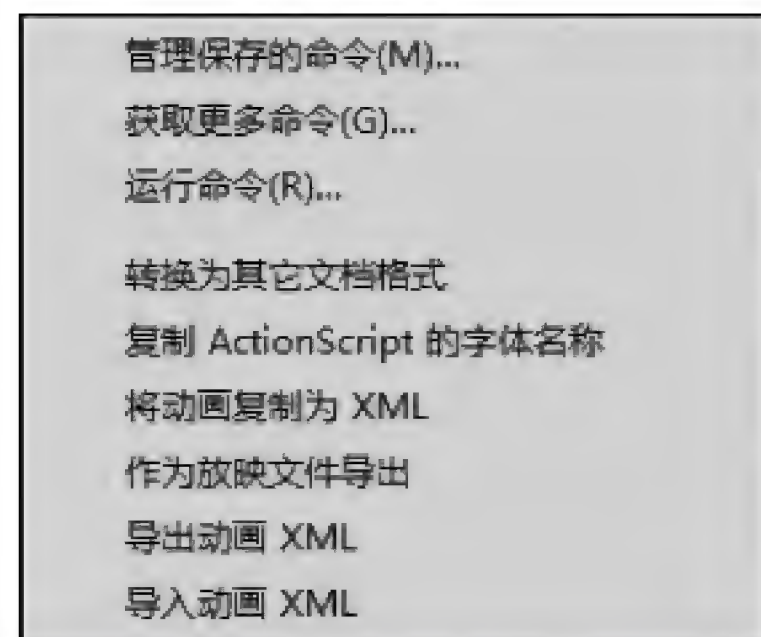 管理保存的命令(M)...
获取更多命令(G)...
运行命令(R)...
转换为其它文档格式
复制 ActionScript 的字体名称
将动画复制为 XML
作为放映文件导出
导出动画 XML
导入动画 XML